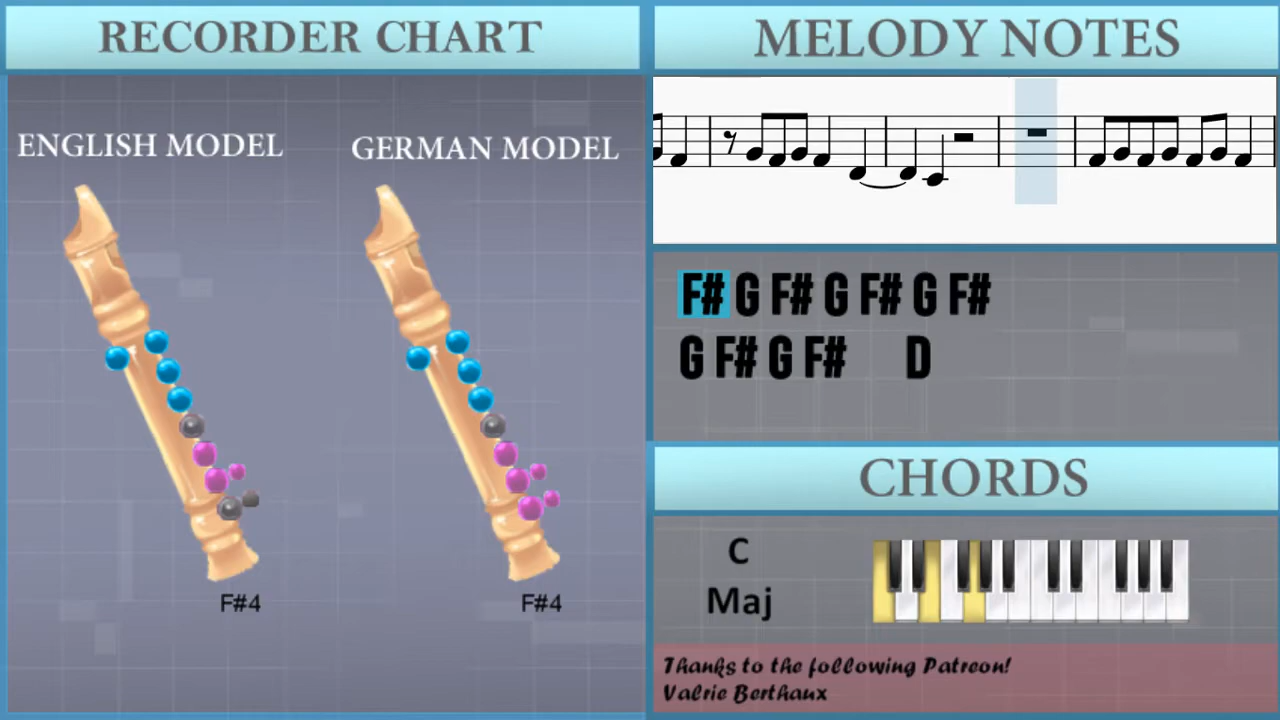 RECORDER CHART
ENGLISH MODEL
GERMAN MODEL
F#4
F#4
MELODY NOTES
F# G F# G F# G F#
G F# G F# D
CHORDS
C
Maj
Thanks to the following Patreon!
Valrie Berthaux